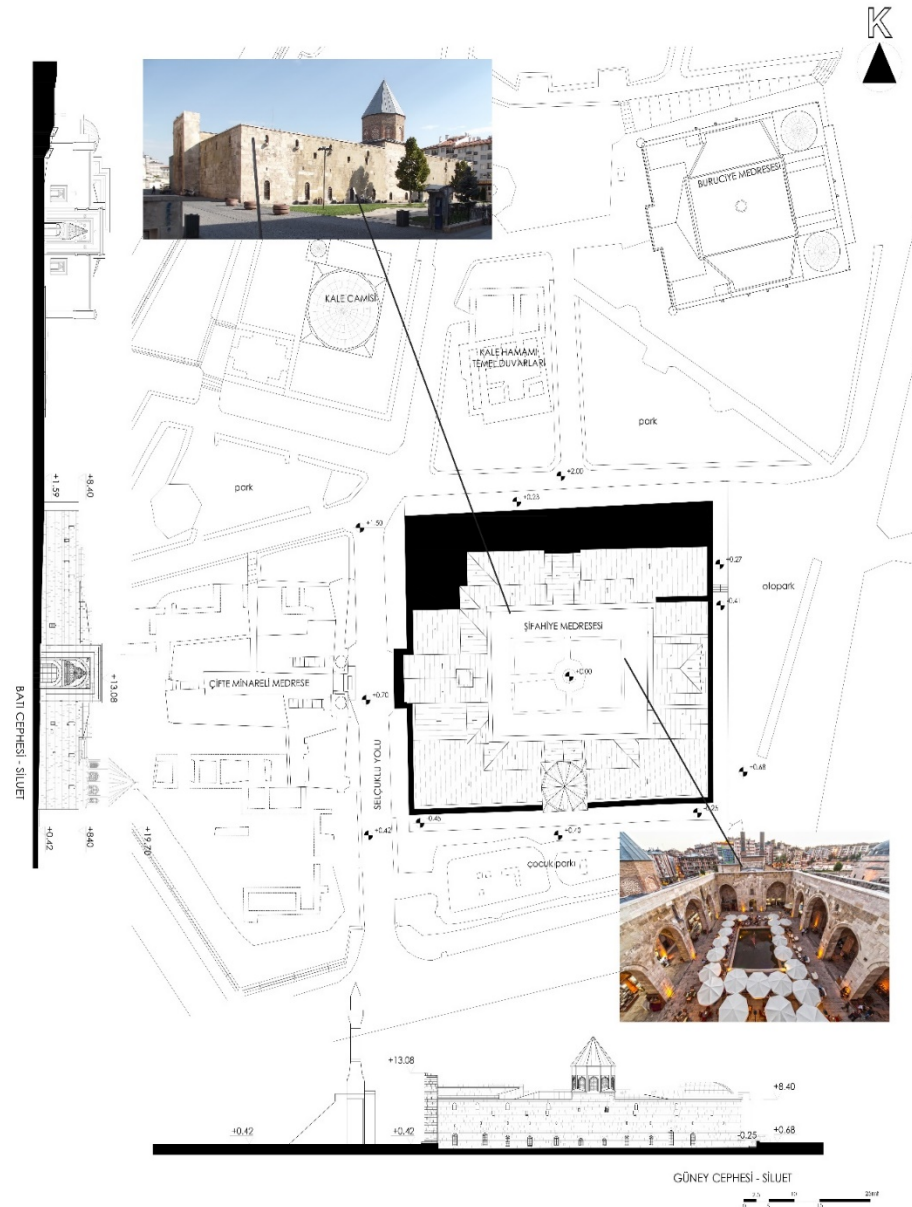 K
BURUCİYE MEDRESESİ
KALE CAMİSİ
KALE HAMAMI
TEMEL DUVARLARI
park
park
+2.00
+0.23
+1.50
+0.27
otopark
-0.41
ŞİFAHİYE MEDRESESİ
+0.00
ÇİFTE MİNARELİ MEDRESE
+0.70
SELÇUKLU YOLU
+0.68
-0.45
-0.25
+0.42
çocuk parkı
+1.59
+8.40
+13.08
BATI CEPHESİ - SİLUET
+0.42
+840
+19.70
+13.08
+8.40
+0.42
+0.42
-0.25
+0.68
GÜNEY CEPHESİ - SİLUET